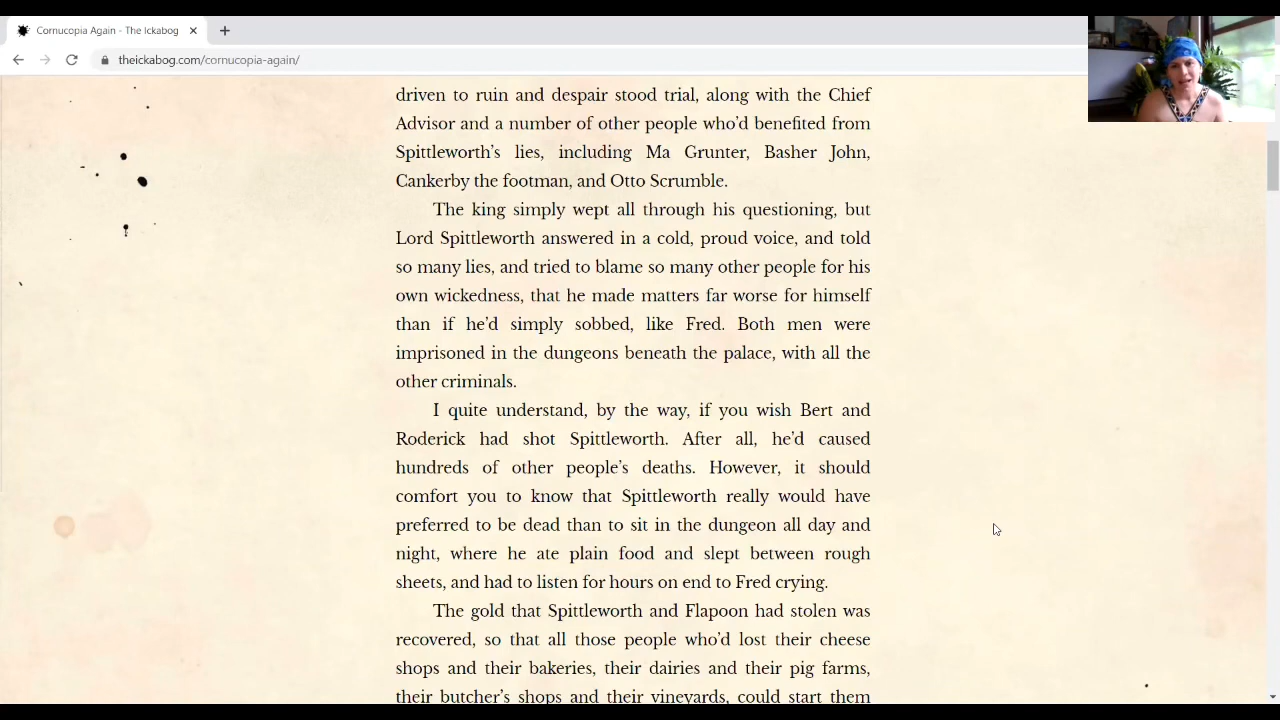 Cornucopia Again - The Ickabog
theickabog.com/cornucopia-again/
driven to ruin and despair stood trial, along with the Chief
Advisor and a number of other people who’d benefited from
Spittleworth’s lies, including Ma Grunter, Basher John,
Cankerby the footman, and Otto Scrumble.
The king simply wept all through his questioning, but
Lord Spittleworth answered in a cold, proud voice, and told
so many lies, and tried to blame so many other people for his
own wickedness, that he made matters far worse for himself
than if he’d simply sobbed, like Fred. Both men were
imprisoned in the dungeons beneath the palace, with all the
other criminals.
I quite understand, by the way, if you wish Bert and
Roderick had shot Spittleworth. After all, he’d caused
hundreds of other people’s deaths. However, it should
comfort you to know that Spittleworth really would have
preferred to be dead than to sit in the dungeon all day and
night, where he ate plain food and slept between rough
sheets, and had to listen for hours on end to Fred crying.
The gold that Spittleworth and Flapoon had stolen was
recovered, so that all those people who’d lost their cheese
shops and their bakeries, their dairies and their pig farms,
their butcher’s shops and their vineyards, could start them